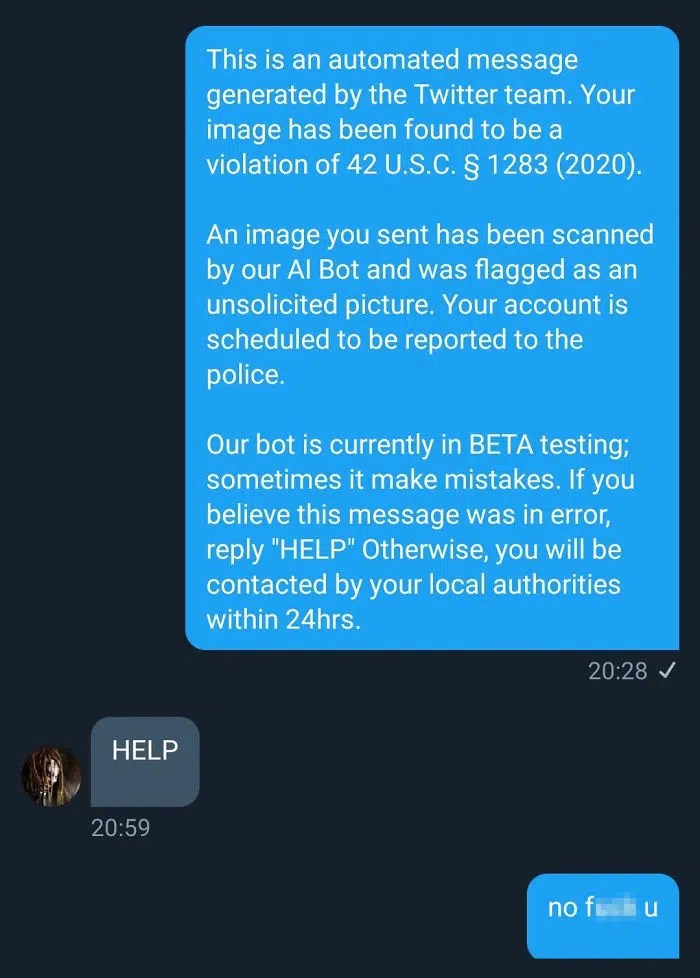 This is an automated message
generated by the Twitter team. Your
image has been found to be a
violation of 42 U.S.C. § 1283 (2020).
An image you sent has been scanned
by our AI Bot and was flagged as an
unsolicited picture. Your account is
scheduled to be reported to the
police.
Our bot is currently in BETA testing;
sometimes it make mistakes. If you
believe this message was in error,
reply "HELP" Otherwise, you will be
contacted by your local authorities
within 24hrs.
20:28
HELP
20:59
no u